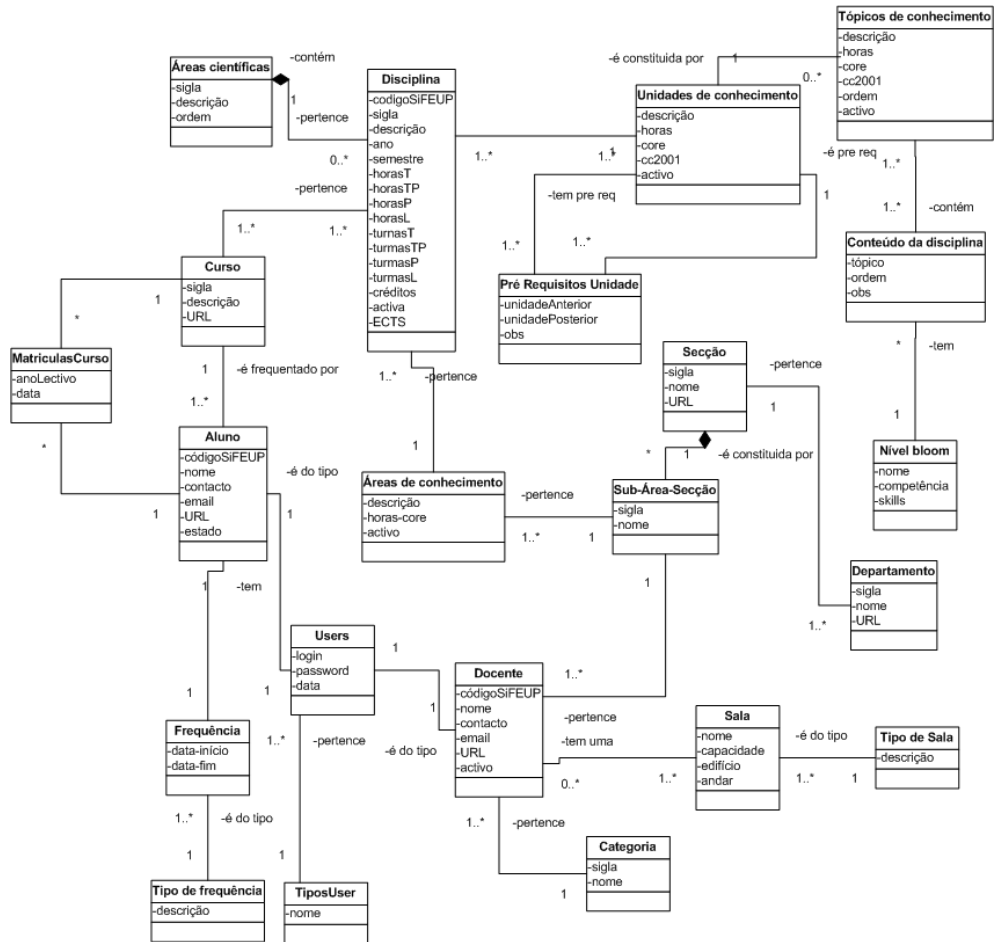 Tópicos de conhecimento
-descrição
-horas
-core
-cc2001
-ordem
-activo
-contém
Áreas científicas
-sigla
-descrição
-ordem
1
-pertence
0..*
Disciplina
-codigoSiFEUP
-sigla
-descrição
-ano
-semestre
-horasT
-horasTP
-horasP
-horasL
-turnasT
-turmasTP
-turmasP
-turmasL
-créditos
-activa
-ECTS
-é constituida por
1
0..*
Unidades de conhecimento
-descrição
-horas
-core
-cc2001
-activo
1..*
1..*
1
-é pre req
1..*
-tem pre req
1
-pertence
1..*
1..*
1..*
-contém
1..*
1..*
Curso
-sigla
-descrição
-URL
Conteúdo da disciplina
-tópico
-ordem
-obs
Pré Requisitos Unidade
-unidadeAnterior
-unidadePosterior
-obs
1
*
MatriculasCurso
-anoLectivo
-data
*
1
-é frequentado por
1..*
1..*
-pertence
1
Secção
-sigla
-nome
-URL
-pertence
1
*
-tem
1
Aluno
-códigoSiFEUP
-nome
-contacto
-email
-URL
-estado
-é do tipo
1
1
Áreas de conhecimento
-descrição
-horas-core
-activo
-pertence
1..*
1
*
1
-é constituida por
Sub-Área-Secção
-sigla
-nome
Nível bloom
-nome
-competência
-skills
1
-tem
1
Departamento
-sigla
-nome
-URL
1..*
Users
-login
-password
-data
1
1
1
1..*
-pertence
-é do tipo
Docente
-códigoSiFEUP
-nome
-contacto
-email
-URL
-activo
1..*
-pertence
-tem uma
0..*
1..*
Sala
-nome
-capacidade
-edifício
-andar
-é do tipo
1..*
1
Tipo de Sala
-descrição
1
Frequência
-data-início
-data-fim
1..*
-é do tipo
1
1
1..*
-pertence
1
Categoria
-sigla
-nome
Tipo de frequência
-descrição
TiposUser
-nome